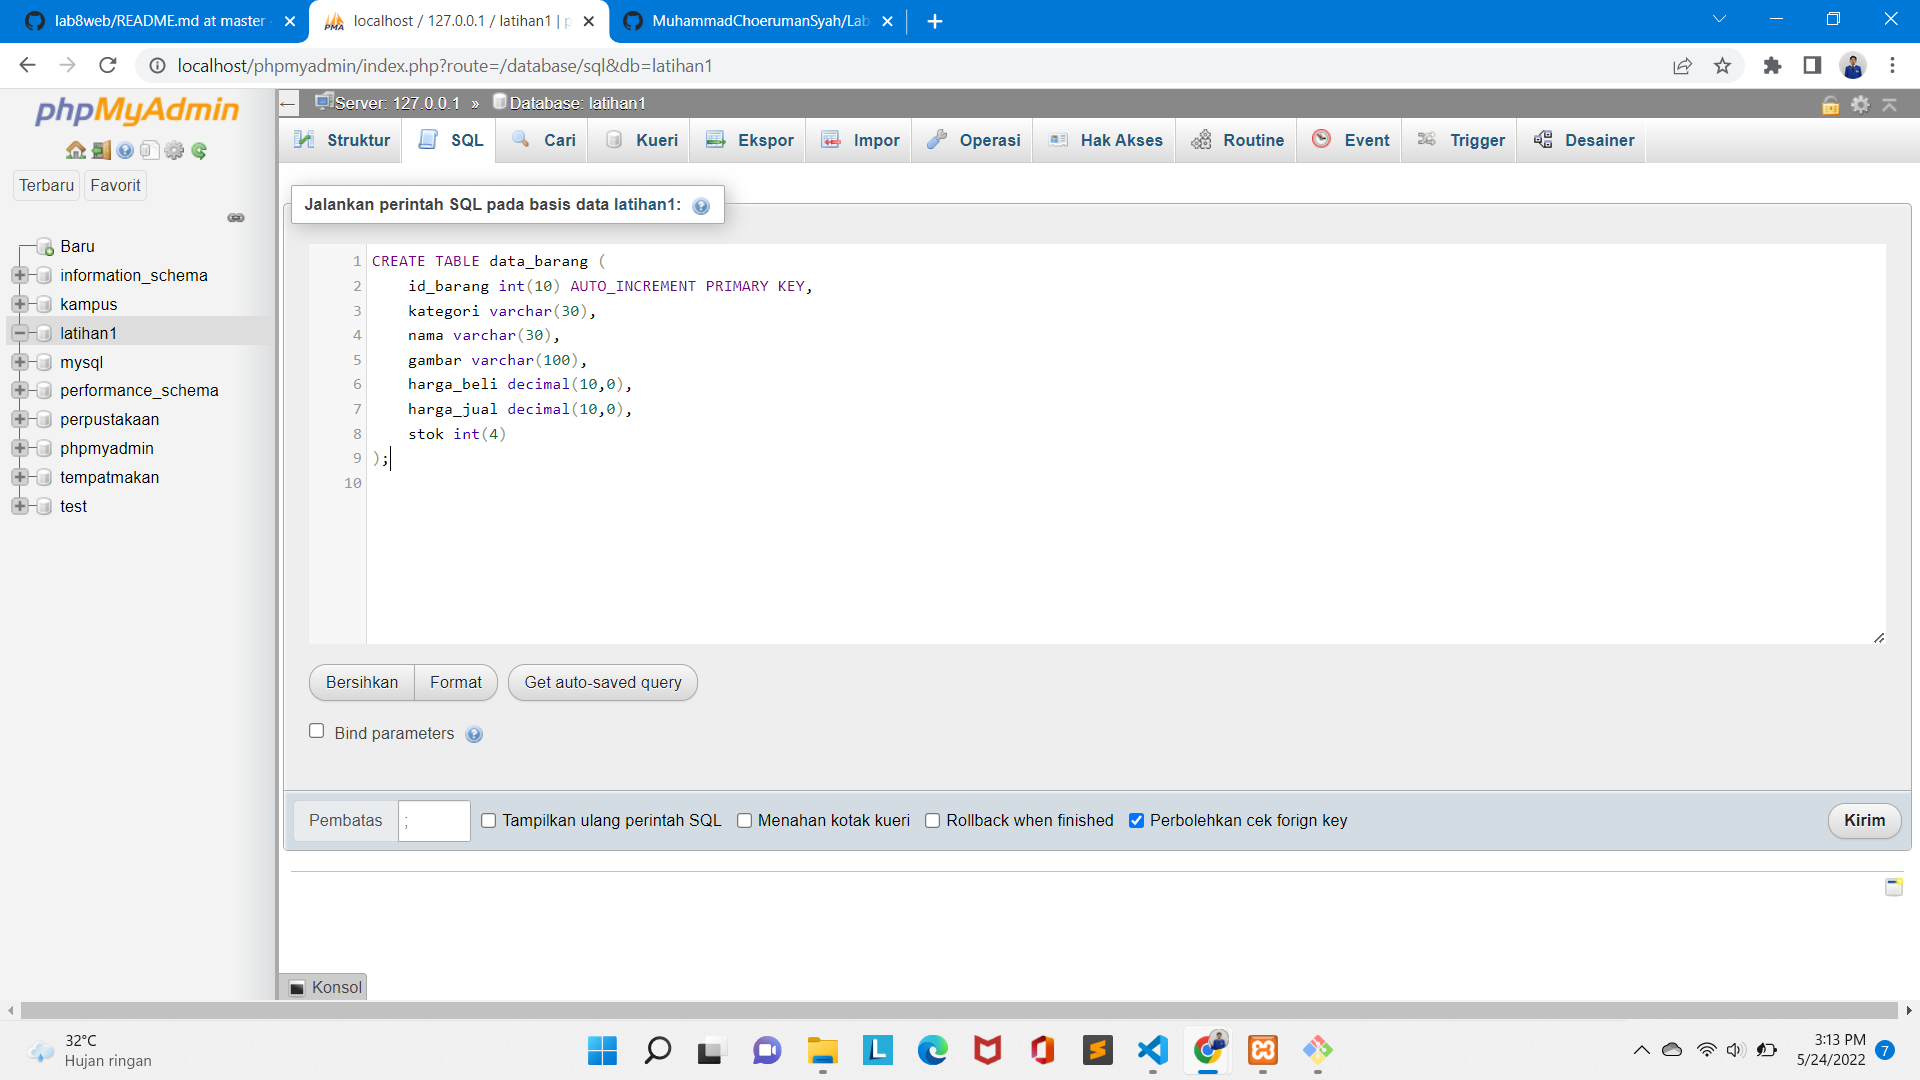 lab8web/README.md at master
localhost / 127.0.0.1 / latihan1 | p
MuhammadChoerumanSyah/Lab
localhost/phpmyadmin/index.php?route=/database/sql&db=latihan1
phpMyAdmin
Terbaru Favorit
Baru
information_schema
kampus
latihan1
mysql
performance_schema
perpustakaan
phpmyadmin
tempatmakan
test
Server: 127.0.0.1 » Database: latihan1
Struktur SQL Cari Kueri Ekspor Impor Operasi Hak Akses Routine Event Trigger Desainer
Jalankan perintah SQL pada basis data latihan1:
1 CREATE TABLE data_barang (
2 id_barang int(10) AUTO_INCREMENT PRIMARY KEY,
3 kategori varchar(30),
4 nama varchar(30),
5 gambar varchar(100),
6 harga_beli decimal(10,0),
7 harga_jual decimal(10,0),
8 stok int(4)
9 );
10
Bersihkan Format Get auto-saved query
Bind parameters
Pembatas ; Tampilkan ulang perintah SQL Menahan kotak kueri Rollback when finished Perbolehkan cek forign key Kirim
Konsol
32°C
Hujan ringan
3:13 PM
5/24/2022 7